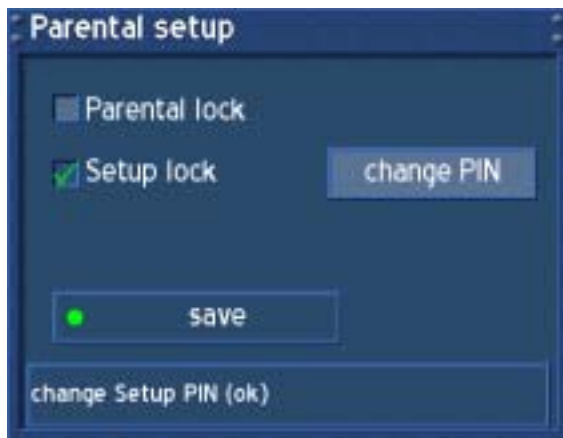 Parental setup
Parental lock
Setup lock
change PIN
save
change Setup PIN (ok)